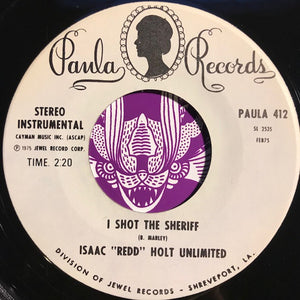 Paula Records
STEREO
INSTRUMENTAL
CAYMAN MUSIC INC. (ASCAP)
℗ 1975 JEWEL RECORD CORP.
TIME. 2:20
PAULA 412
SL 2535
FEB75
I SHOT THE SHERIFF
(B. MARLEY)
ISAAC "REDD" HOLT UNLIMITED
DIVISION OF JEWEL RECORDS - SHREVEPORT, LA.